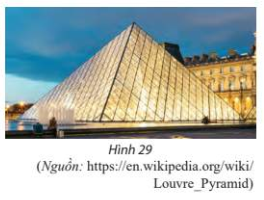 Hình 29
(Nguồn: https://en.wikipedia.org/wiki/
Louvre_Pyramid)